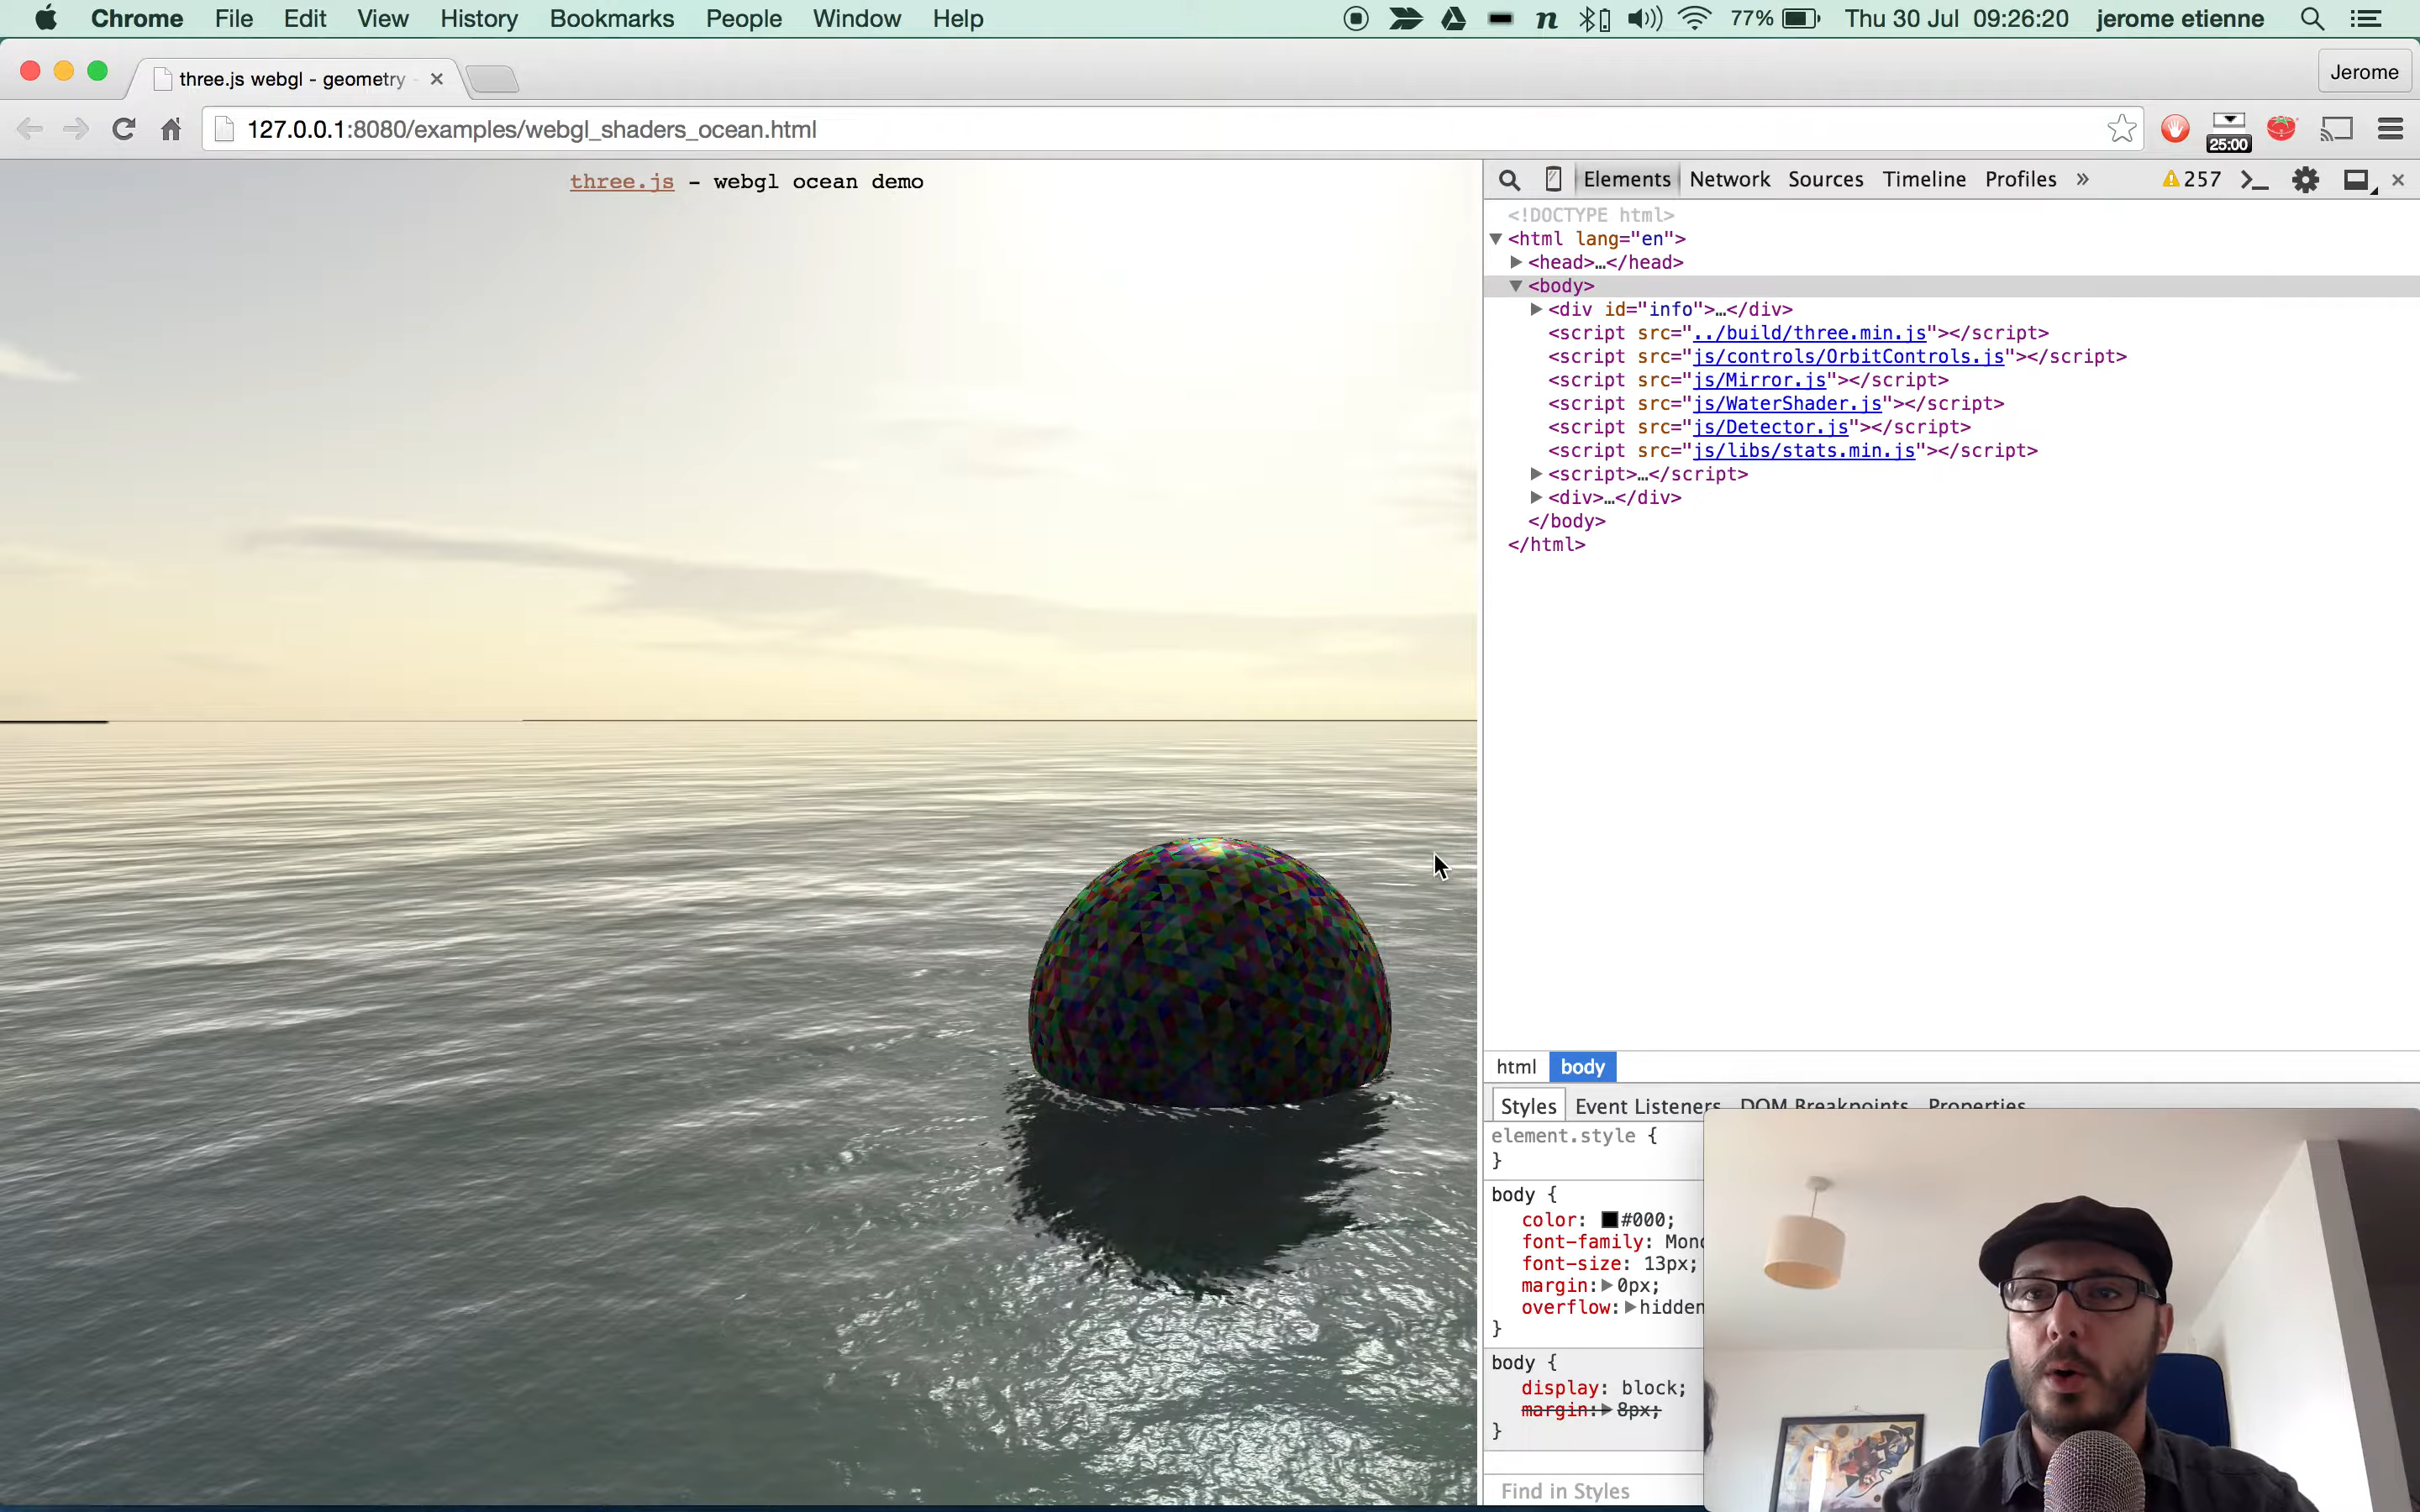 Chrome File Edit View History Bookmarks People Window Help 77% Thu 30 Jul 09:26:20 jerome etienne
three.js webgl - geometry
Jerome
127.0.0.1:8080/examples/webgl_shaders_ocean.html
25:00
three.js - webgl ocean demo
Elements Network Sources Timeline Profiles » 257
<!DOCTYPE html>
<html lang="en">
<head>…</head>
<body>
<div id="info">…</div>
<script src="../build/three.min.js"></script>
<script src="js/controls/OrbitControls.js"></script>
<script src="js/Mirror.js"></script>
<script src="js/WaterShader.js"></script>
<script src="js/Detector.js"></script>
<script src="js/libs/stats.min.js"></script>
<script>…</script>
<div>…</div>
</body>
</html>
html body
Styles Event Listeners DOM Breakpoints Properties
element.style {
}
body {
color: #000;
font-family: Mono
font-size: 13px;
margin: 0px;
overflow: hidden
}
body {
display: block;
margin: 8px;
}
Find in Styles